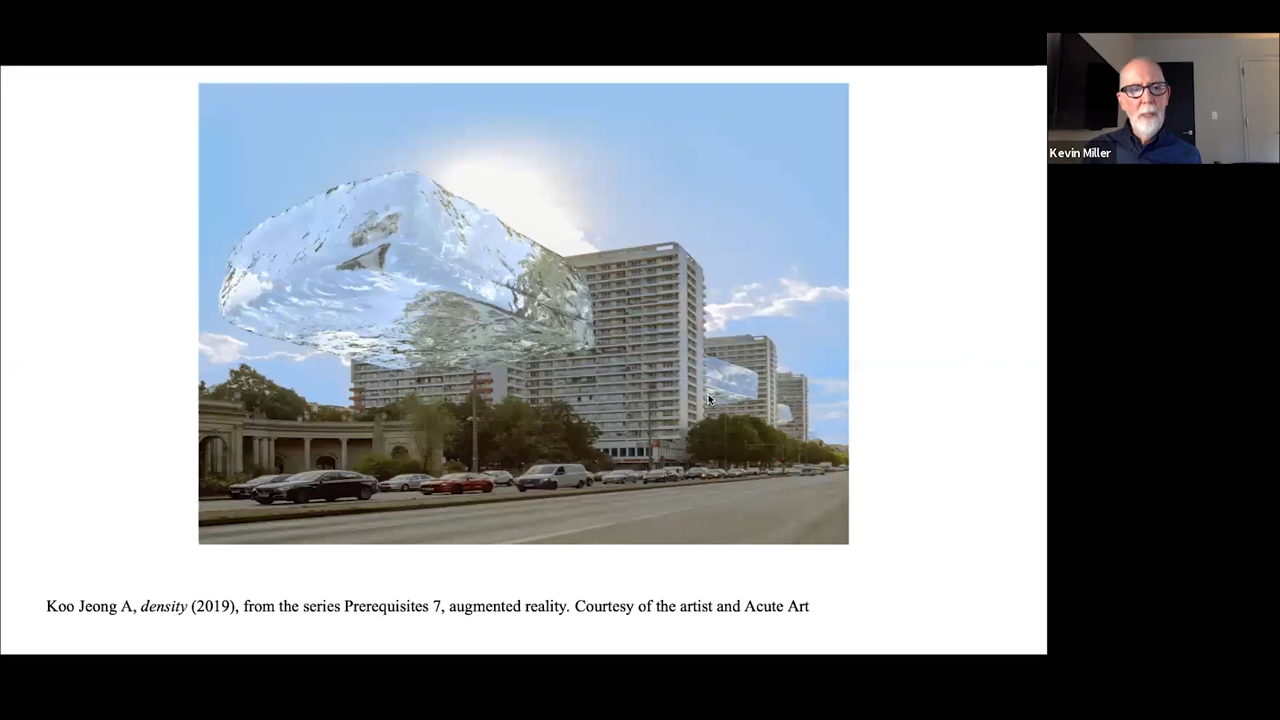 Kevin Miller
Koo Jeong A, density (2019), from the series Prerequisites 7, augmented reality. Courtesy of the artist and Acute Art